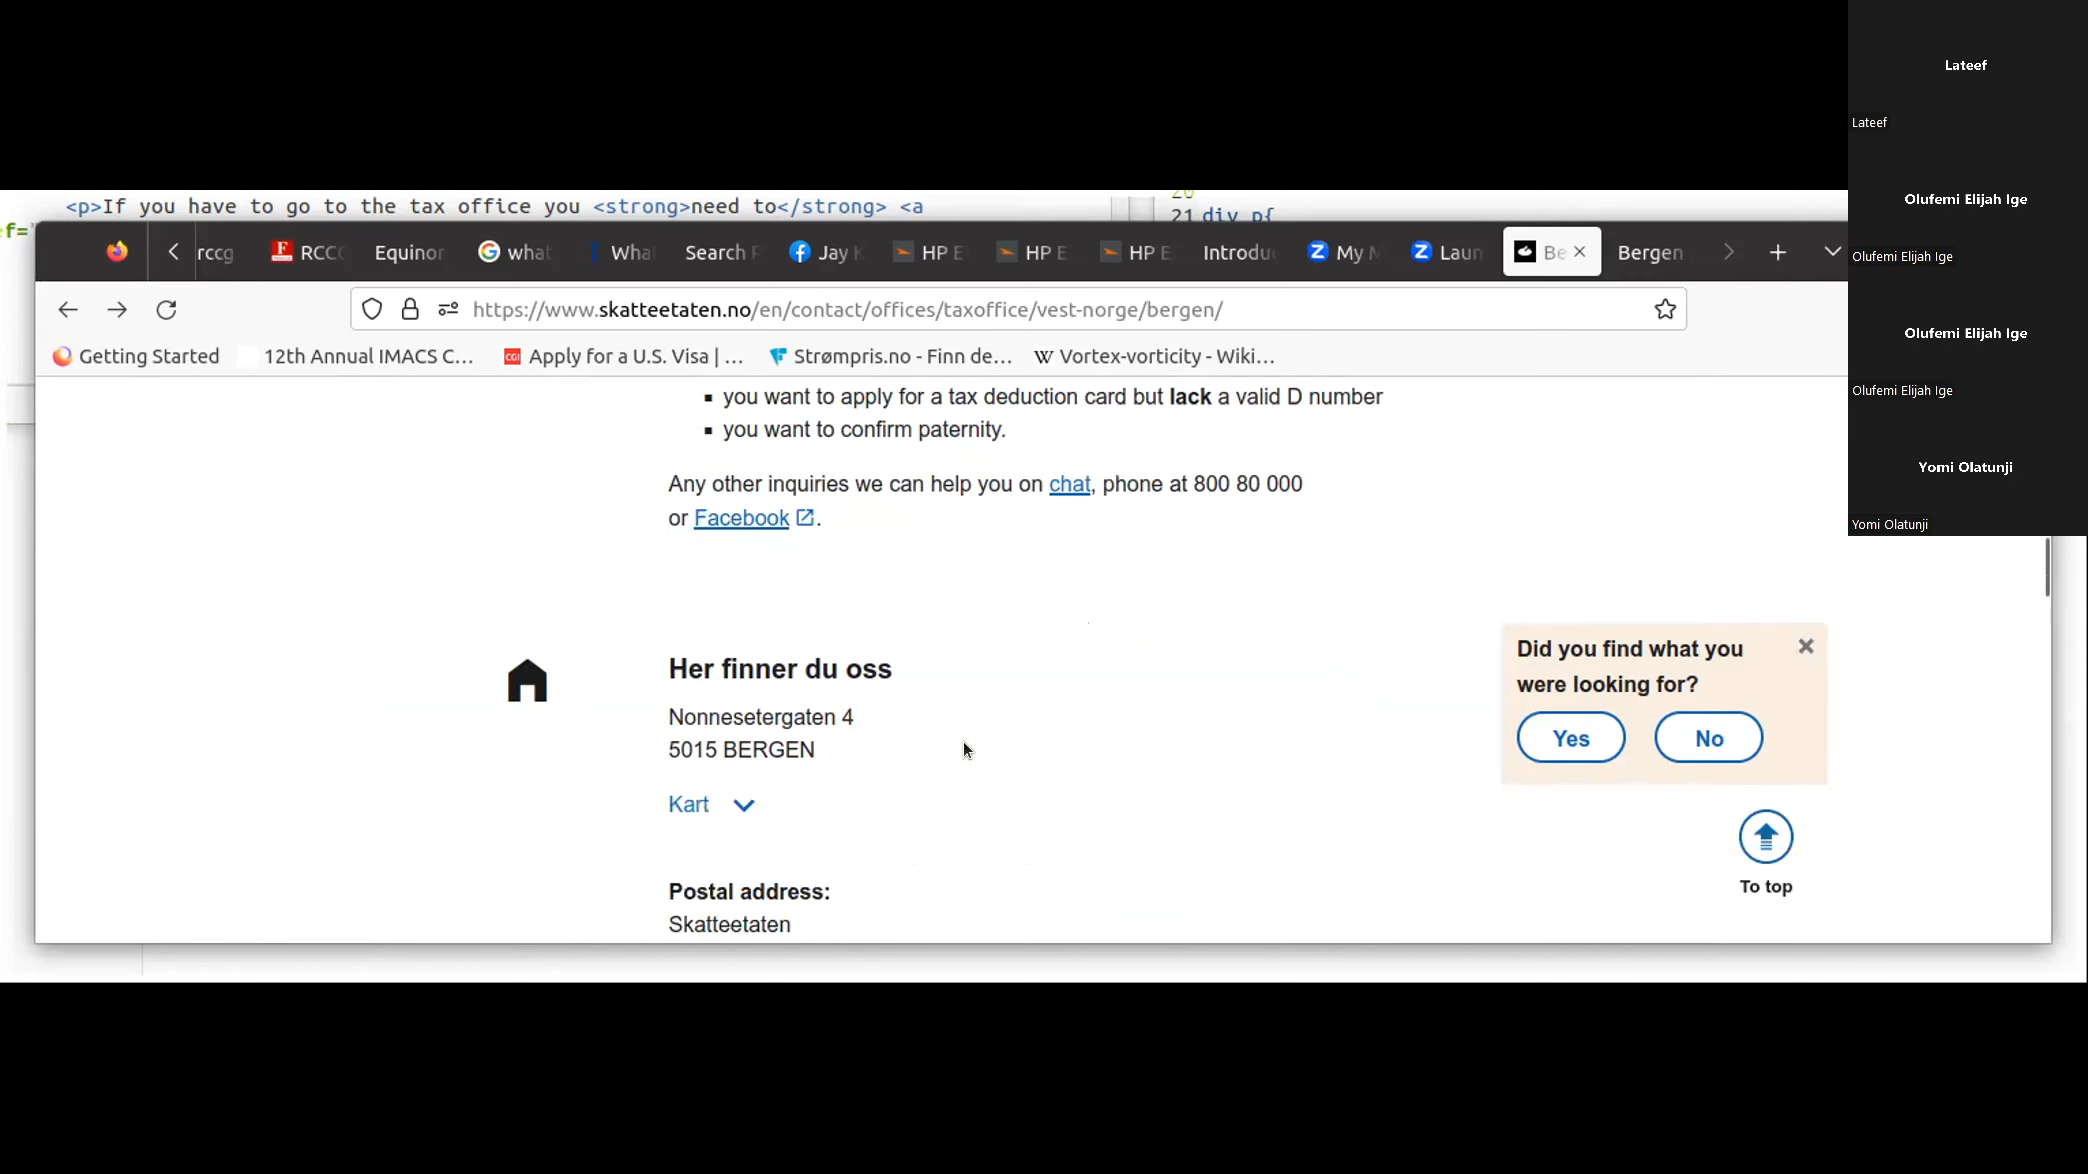 <p>If you have to go to the tax office you <strong>need to</strong> <a
20
21 div p{
ef="
rccg
RCCG
Equinor
what
Wha
Search R
Jay K
HP E
HP E
HP E
Introdu
My M
Laun
Be
Bergen
https://www.skatteetaten.no/en/contact/offices/taxoffice/vest-norge/bergen/
Getting Started
12th Annual IMACS C...
CGI
Apply for a U.S. Visa | ...
Strømpris.no - Finn de...
W Vortex-vorticity - Wiki...
▪ you want to apply for a tax deduction card but lack a valid D number
▪ you want to confirm paternity.
Any other inquiries we can help you on chat, phone at 800 80 000
or Facebook.
Her finner du oss
Nonnesetergaten 4
5015 BERGEN
Kart
Postal address:
Skatteetaten
Did you find what you
were looking for?
Yes
No
To top
Lateef
Lateef
Olufemi Elijah Ige
Olufemi Elijah Ige
Olufemi Elijah Ige
Olufemi Elijah Ige
Yomi Olatunji
Yomi Olatunji